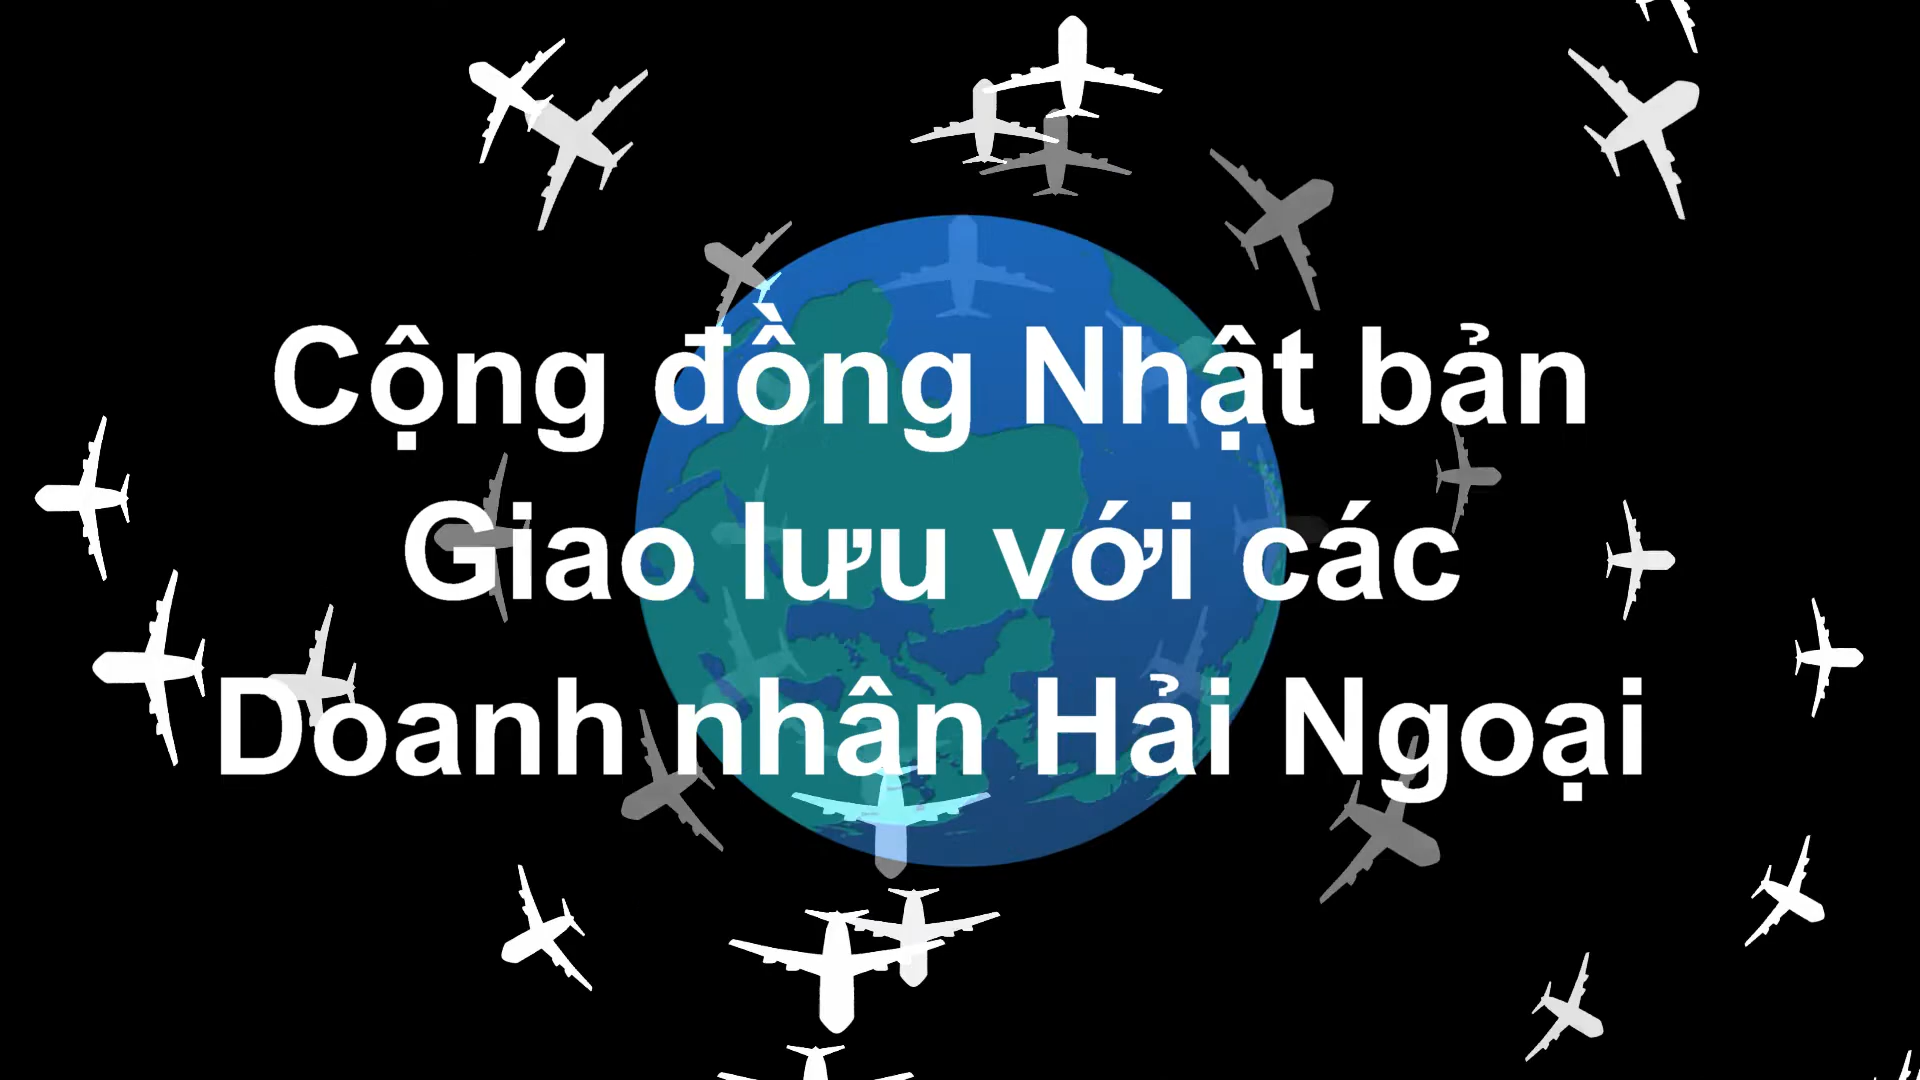 Cộng đồng Nhật bản
Giao lưu với các
Doanh nhân Hải Ngoại